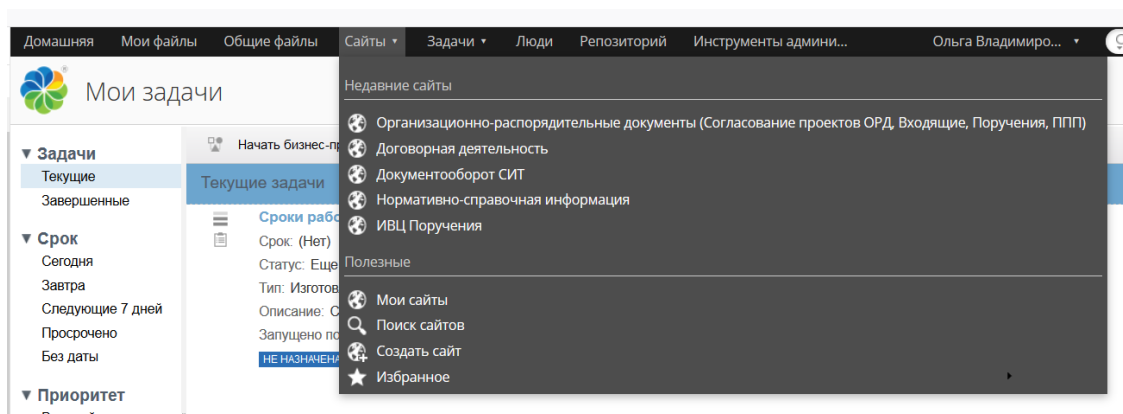 Домашняя Мои файлы Общие файлы Сайты Задачи Люди Репозиторий Инструменты админи... Ольга Владимиро...
Мои задачи
Недавние сайты
Организационно-распорядительные документы (Согласование проектов ОРД, Входящие, Поручения, ППП)
Договорная деятельность
Документооборот СИТ
Нормативно-справочная информация
ИВЦ Поручения
Полезные
Мои сайты
Поиск сайтов
Создать сайт
Избранное
Задачи
Текущие
Завершенные
Срок
Сегодня
Завтра
Следующие 7 дней
Просрочено
Без даты
Приоритет
Начать бизнес-п
Текущие задачи
Сроки рабо
Срок: (Нет)
Статус: Еще
Тип: Изготов
Описание: С
Запущено по
НЕ НАЗНАЧЕНА